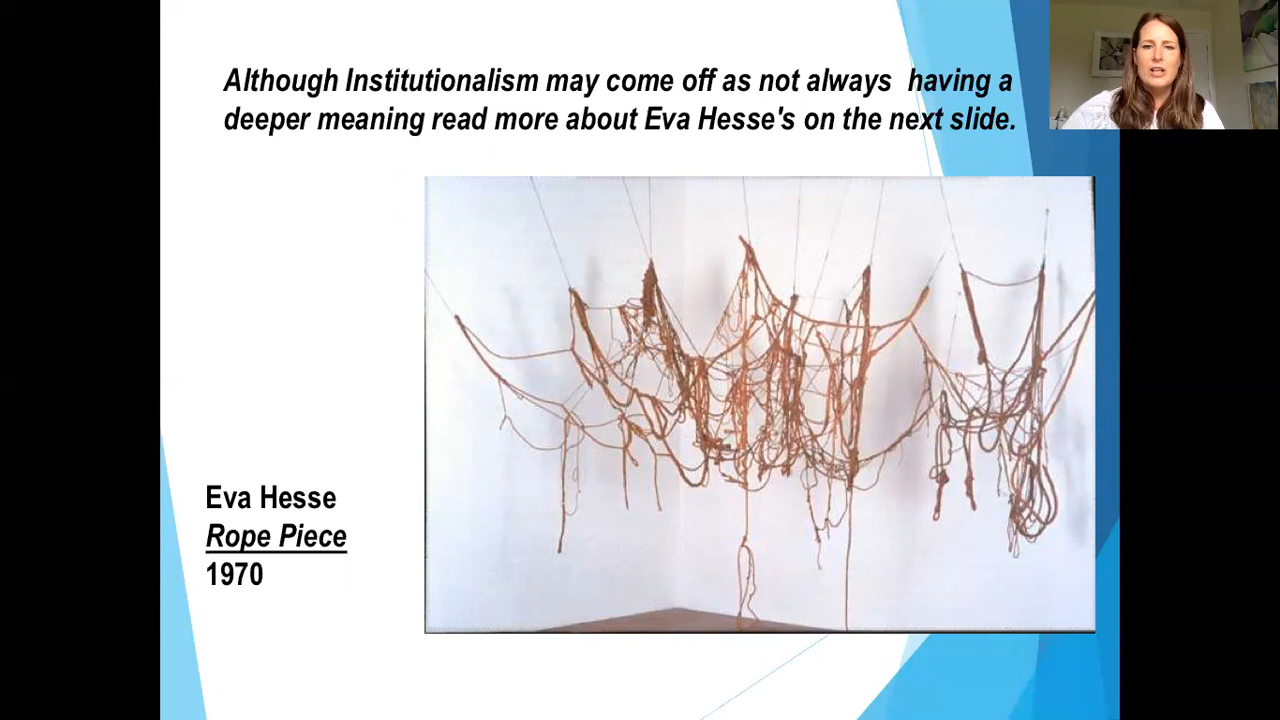 Although Institutionalism may come off as not always  having a
deeper meaning read more about Eva Hesse's on the next slide.
Eva Hesse
Rope Piece
1970